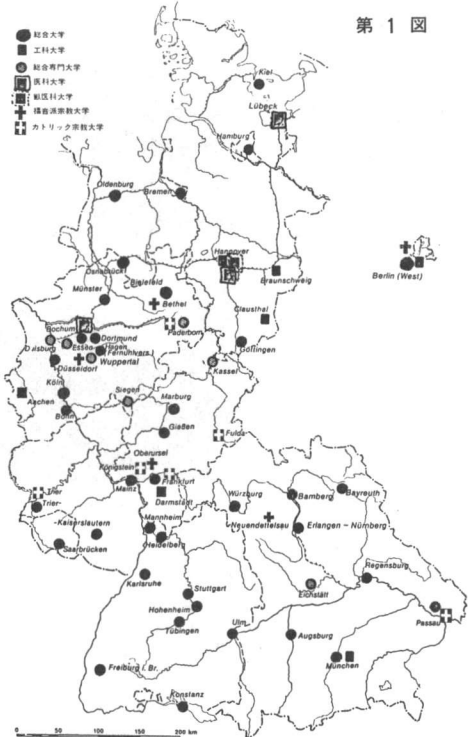 第1図
総合大学
工科大学
総合専門大学
医科大学
獣医科大学
福音派宗教大学
カトリック宗教大学
Kiel
Lübeck
Hamburg
Oldenburg
Bremen
Hannover
Osnabrück
Bielefeld
Braunschweig
Berlin (West)
Münster
Bethel
Clausthal
Bochum
Paderborn
Dortmund
Duisburg
Essen
Hagen
Fernunivers.
Göttingen
Wuppertal
Düsseldorf
Kassel
Köln
Siegen
Marburg
Aachen
Bonn
Gießen
Fulda
Oberursel
Königstein
Frankfurt
Trier
Mainz
Würzburg
Bamberg
Bayreuth
Trier
Darmstadt
Kaiserslautern
Mannheim
Neuendettelsau
Erlangen - Nürnberg
Saarbrücken
Heidelberg
Regensburg
Karlsruhe
Eichstätt
Stuttgart
Hohenheim
Passau
Tübingen
Ulm
Augsburg
München
Freiburg i. Br.
Konstanz
0 50 100 150 200 km